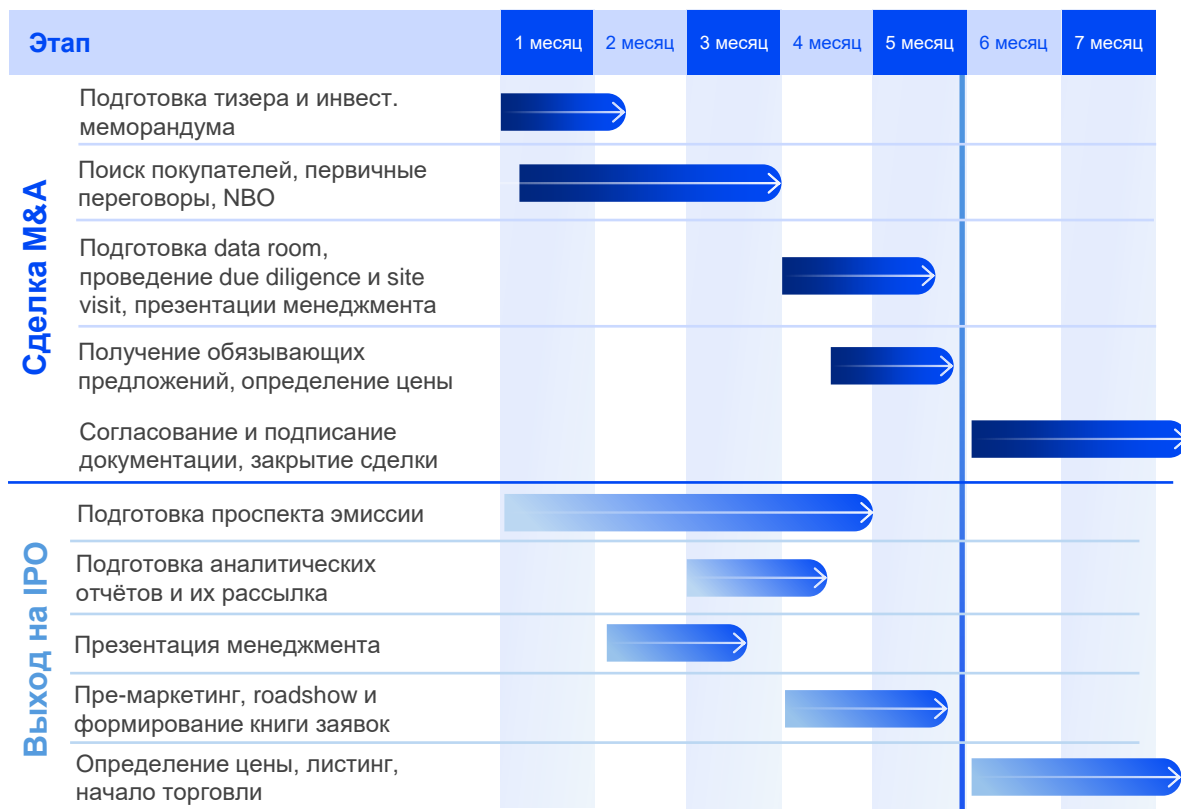 Этап
1 месяц
2 месяц
3 месяц
4 месяц
5 месяц
6 месяц
7 месяц
Сделка M&A
Подготовка тизера и инвест.
меморандума
Поиск покупателей, первичные
переговоры, NBO
Подготовка data room,
проведение due diligence и site
visit, презентации менеджмента
Получение обязывающих
предложений, определение цены
Согласование и подписание
документации, закрытие сделки
Выход на IPO
Подготовка проспекта эмиссии
Подготовка аналитических
отчётов и их рассылка
Презентация менеджмента
Пре-маркетинг, roadshow и
формирование книги заявок
Определение цены, листинг,
начало торговли